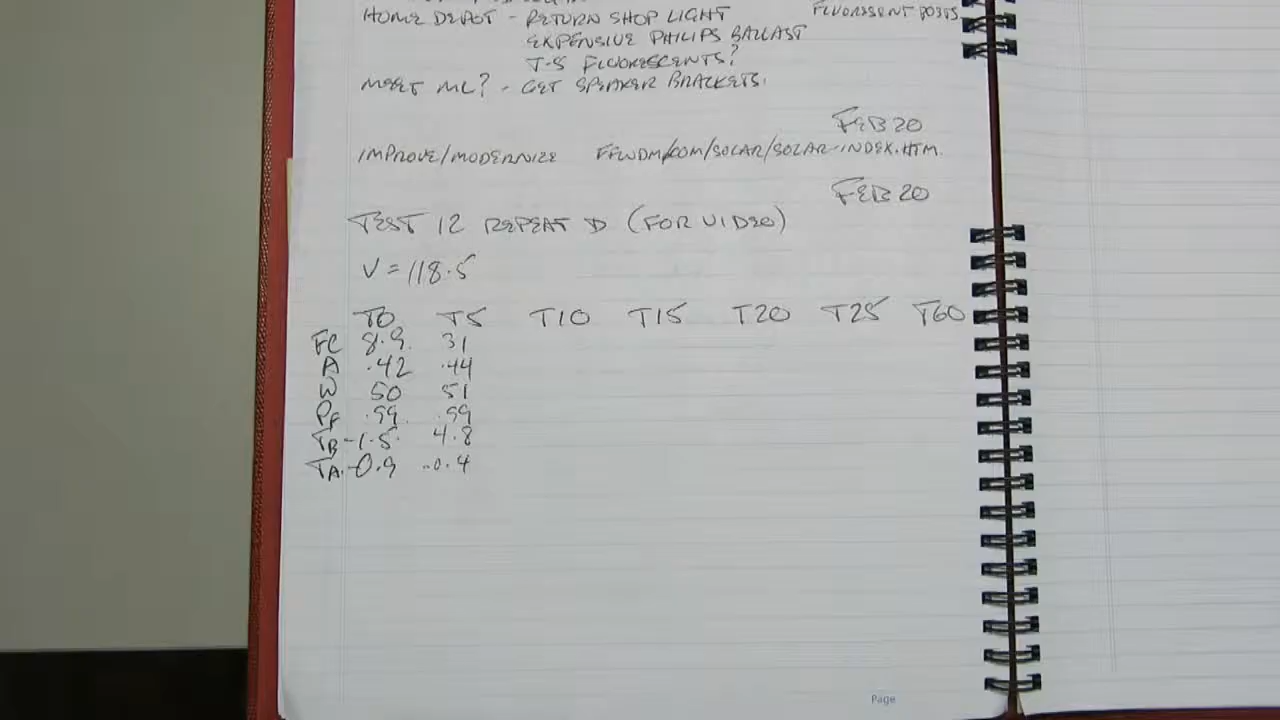 HOME DEPOT - RETURN SHOP LIGHT FLUORSSENT POSTS
EXPENSIVE PHILIPS BALLAST
T-5 FLUORESCENTS?
MEET ML? - GET SPEAKER BRACKETS.
FEB 20
IMPROVE/MODERNIZE FFWDM/COM/SOLAR/SOLAR-INDEX.HTM.
FEB 20
TEST 12 REPEAT D (FOR VIDEO)
V = 118.5
T0 T5 T10 T15 T20 T25 T60
FC 8.9. 31
A .42 .44
W 50 51
PF .99. .99
TB -1.5. 4.8
TA. -0.9 -0.4
Page